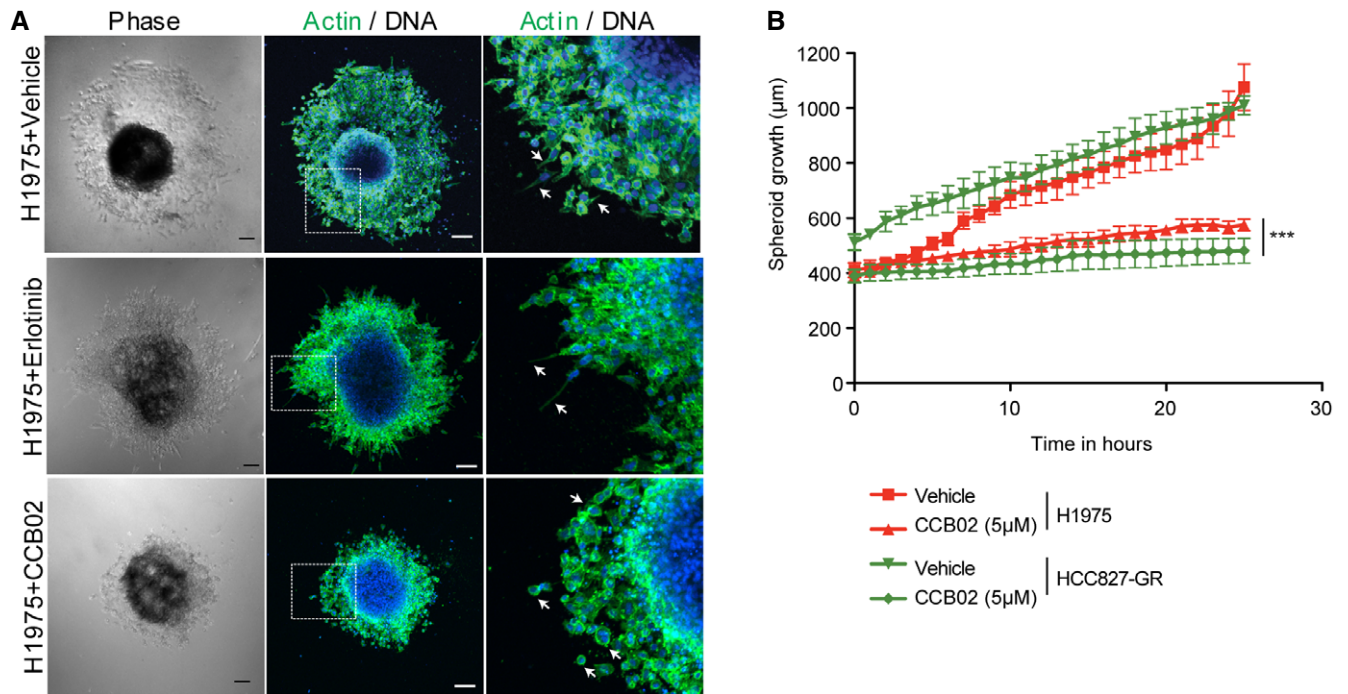 A
Phase
Actin / DNA
Actin / DNA
H1975+Vehicle
H1975+Erlotinib
H1975+CCB02
B
Spheroid growth (µm)
1200
1000
800
600
400
200
0
0
10
20
30
***
Time in hours
Vehicle
CCB02 (5µM)
H1975
Vehicle
CCB02 (5µM)
HCC827-GR